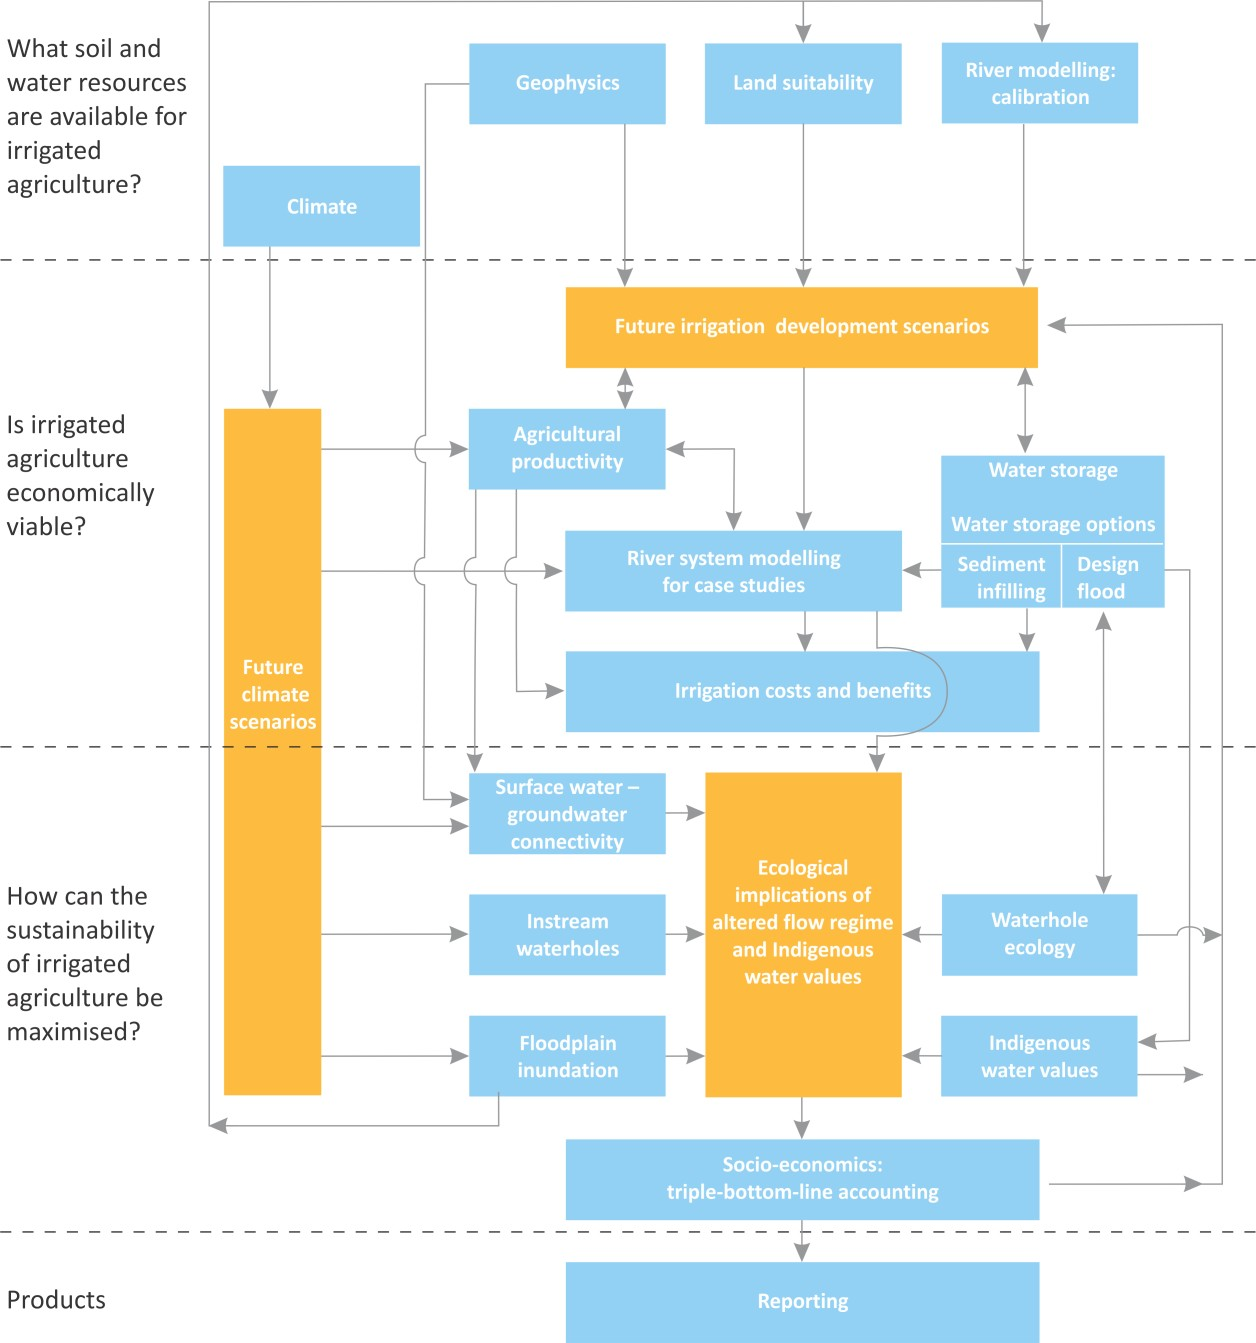 What soil and
water resources
are available for
irrigated
agriculture?
Geophysics
Land suitability
River modelling:
calibration
Climate
Future irrigation  development scenarios
Is irrigated
agriculture
economically
viable?
Agricultural
productivity
Water storage
Water storage options
Sediment
infilling
Design
flood
River system modelling
for case studies
Irrigation costs and benefits
Future
climate
scenarios
How can the
sustainability
of irrigated
agriculture be
maximised?
Surface water –
groundwater
connectivity
Instream
waterholes
Floodplain
inundation
Ecological
implications of
altered flow regime
and Indigenous
water values
Waterhole
ecology
Indigenous
water values
Socio-economics:
triple-bottom-line accounting
Products
Reporting